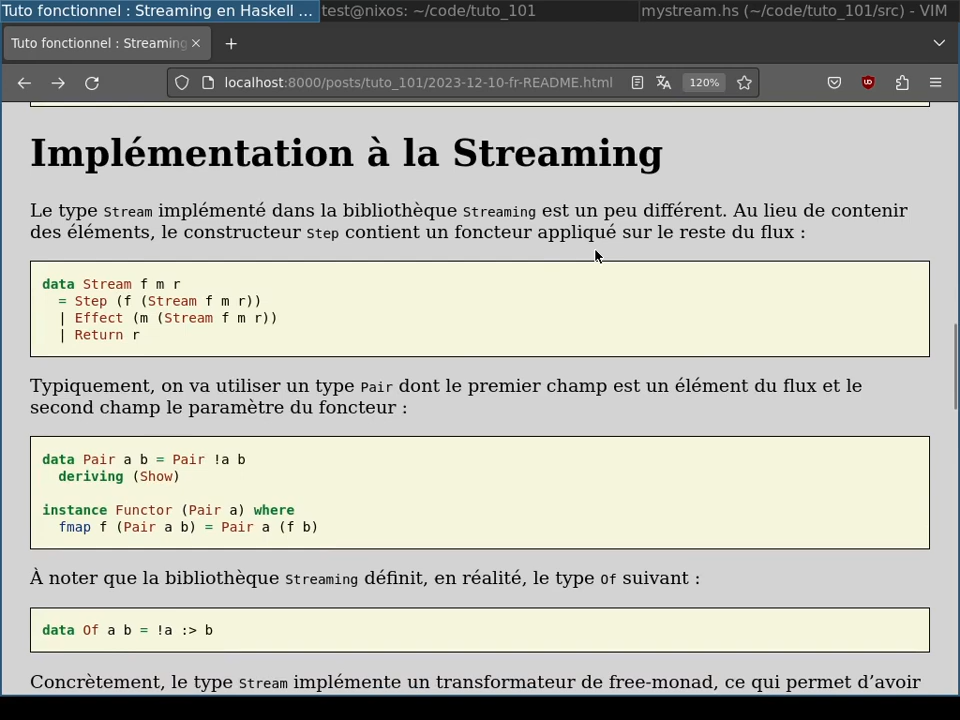 Tuto fonctionnel : Streaming en Haskell ... test@nixos: ~/code/tuto_101 mystream.hs (~/code/tuto_101/src) - VIM
Tuto fonctionnel : Streaming
localhost:8000/posts/tuto_101/2023-12-10-fr-README.html 120%
Implémentation à la Streaming
Le type Stream implémenté dans la bibliothèque Streaming est un peu différent. Au lieu de contenir
des éléments, le constructeur Step contient un foncteur appliqué sur le reste du flux :
data Stream f m r
= Step (f (Stream f m r))
| Effect (m (Stream f m r))
| Return r
Typiquement, on va utiliser un type Pair dont le premier champ est un élément du flux et le
second champ le paramètre du foncteur :
data Pair a b = Pair !a b
deriving (Show)
instance Functor (Pair a) where
fmap f (Pair a b) = Pair a (f b)
À noter que la bibliothèque Streaming définit, en réalité, le type Of suivant :
data Of a b = !a :> b
Concrètement, le type Stream implémente un transformateur de free-monad, ce qui permet d’avoir